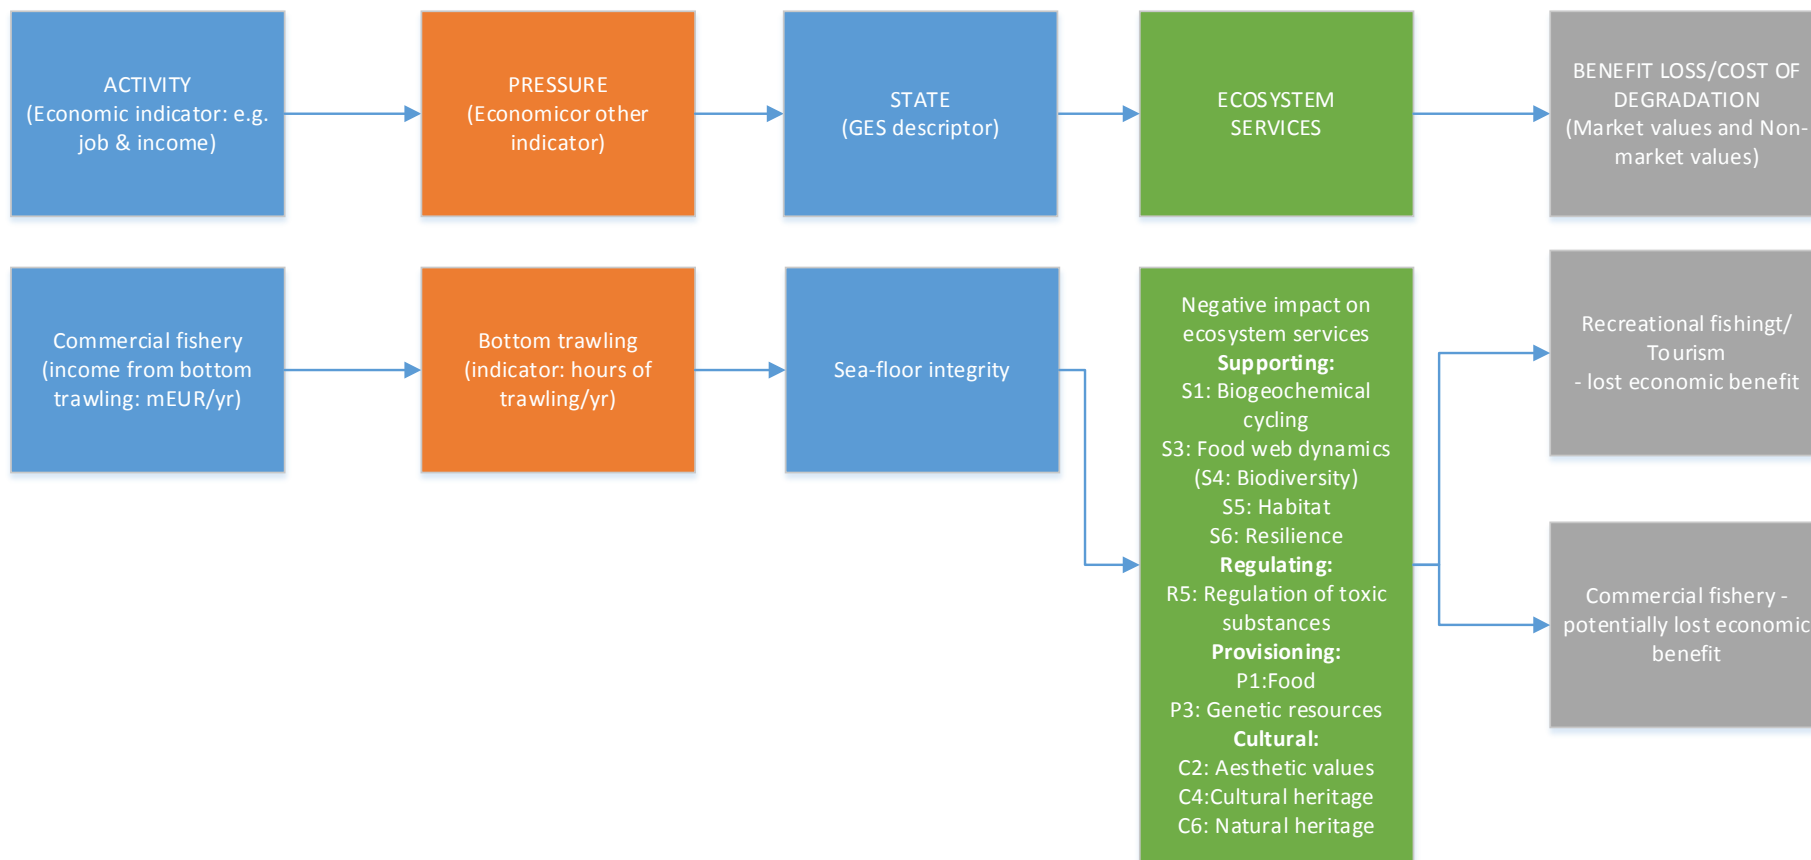 ACTIVITY
(Economic indicator: e.g.
job & income)
PRESSURE
(Economicor other
indicator)
STATE
(GES descriptor)
ECOSYSTEM
SERVICES
BENEFIT LOSS/COST OF
DEGRADATION
(Market values and Non-
market values)
Commercial fishery
(income from bottom
trawling: mEUR/yr)
Bottom trawling
(indicator: hours of
trawling/yr)
Sea-floor integrity
Negative impact on
ecosystem services
Supporting:
S1: Biogeochemical
cycling
S3: Food web dynamics
(S4: Biodiversity)
S5: Habitat
S6: Resilience
Regulating:
R5: Regulation of toxic
substances
Provisioning:
P1:Food
P3: Genetic resources
Cultural:
C2: Aesthetic values
C4:Cultural heritage
C6: Natural heritage
Recreational fishingt/
Tourism
- lost economic benefit
Commercial fishery -
potentially lost economic
benefit